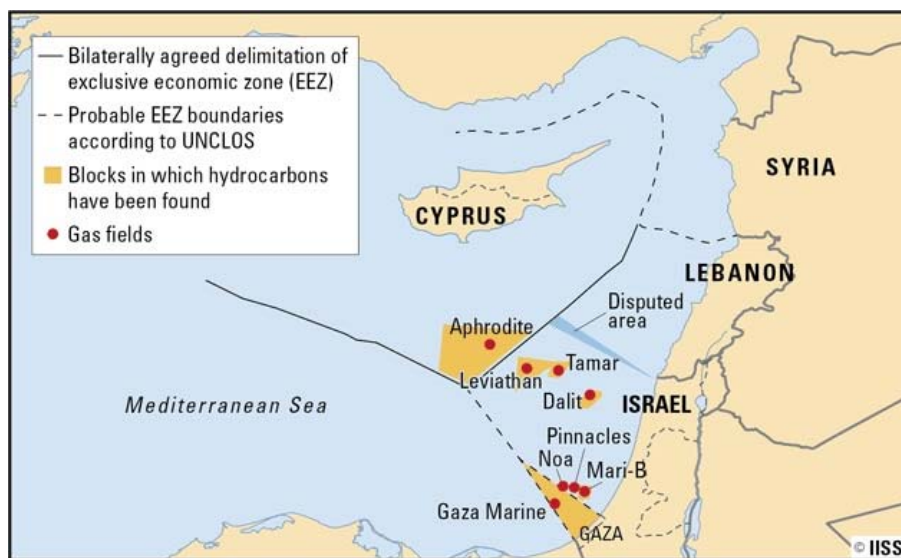 Bilaterally agreed delimitation of
exclusive economic zone (EEZ)
Probable EEZ boundaries
according to UNCLOS
Blocks in which hydrocarbons
have been found
Gas fields
SYRIA
CYPRUS
LEBANON
Disputed
area
Aphrodite
Tamar
Leviathan
Dalit
ISRAEL
Mediterranean Sea
Pinnacles
Noa
Mari-B
Gaza Marine
GAZA
© IISS